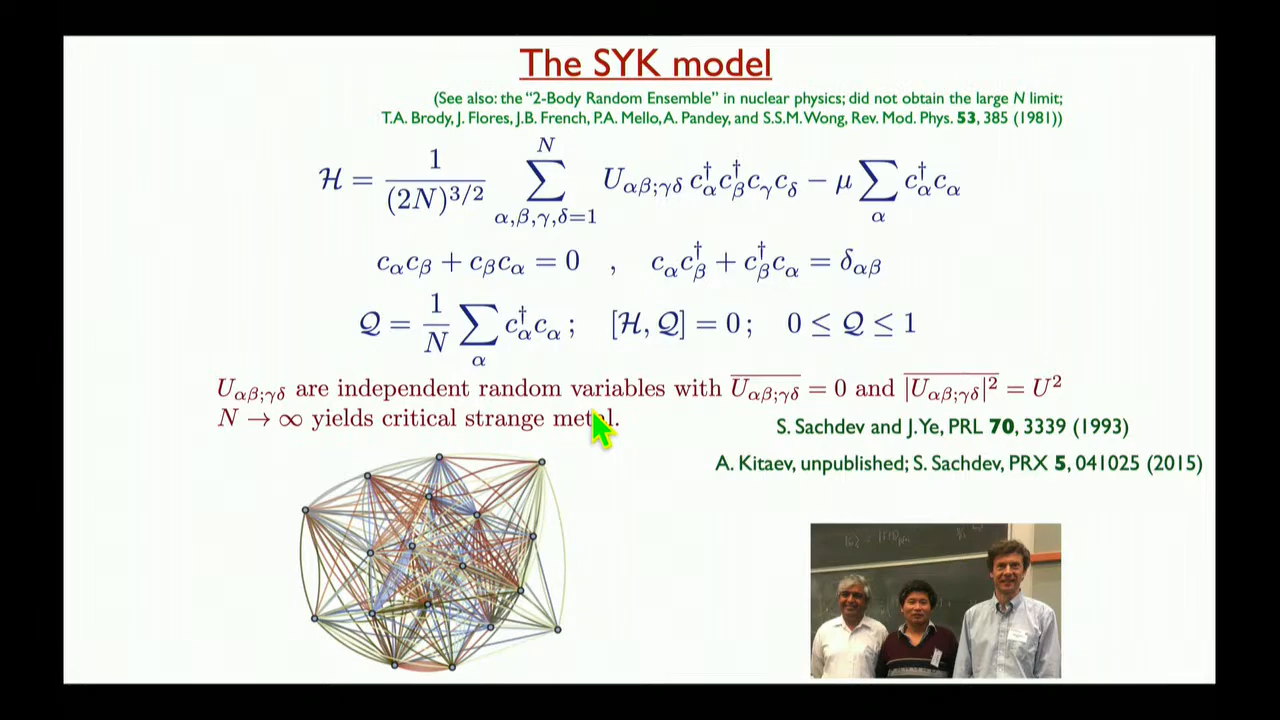 The SYK model
(See also: the “2-Body Random Ensemble” in nuclear physics; did not obtain the large N limit;
T.A. Brody, J. Flores, J.B. French, P.A. Mello, A. Pandey, and S.S.M. Wong, Rev. Mod. Phys. 53, 385 (1981))
ℋ = 1/(2N)^{3/2} ∑_{α,β,γ,δ=1}^{N} U_{αβ;γδ} c†_α c†_β c_γ c_δ − μ ∑_α c†_α c_α
c_α c_β + c_β c_α = 0 , c_α c†_β + c†_β c_α = δ_{αβ}
𝒬 = 1/N ∑_α c†_α c_α ; [ℋ, 𝒬] = 0 ; 0 ≤ 𝒬 ≤ 1
U_{αβ;γδ} are independent random variables with \overline{U_{αβ;γδ}} = 0 and \overline{|U_{αβ;γδ}|^2} = U^2
N → ∞ yields critical strange metal.
S. Sachdev and J. Ye, PRL 70, 3339 (1993)
A. Kitaev, unpublished; S. Sachdev, PRX 5, 041025 (2015)